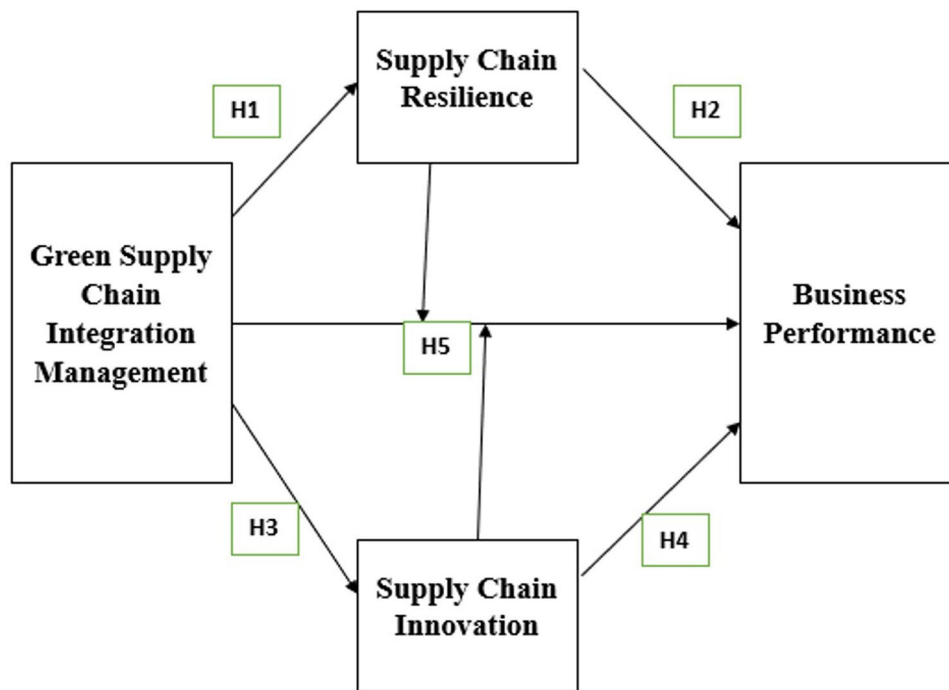 Supply Chain
Resilience
H1
H2
Green Supply
Chain
Integration
Management
Business
Performance
H5
H3
H4
Supply Chain
Innovation